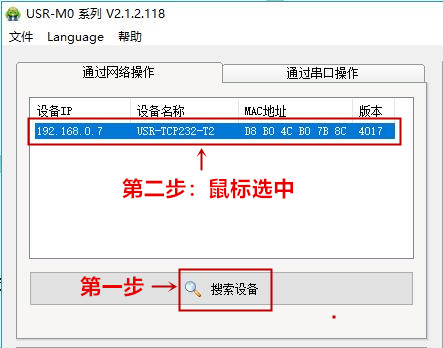 USR-M0 系列 V2.1.2.118
文件 Language 帮助
通过网络操作 通过串口操作
设备IP 设备名称 MAC地址 版本
192.168.0.7 USR-TCP232-T2 D8 B0 4C B0 7B 8C 4017
第二步：鼠标选中
第一步 搜索设备